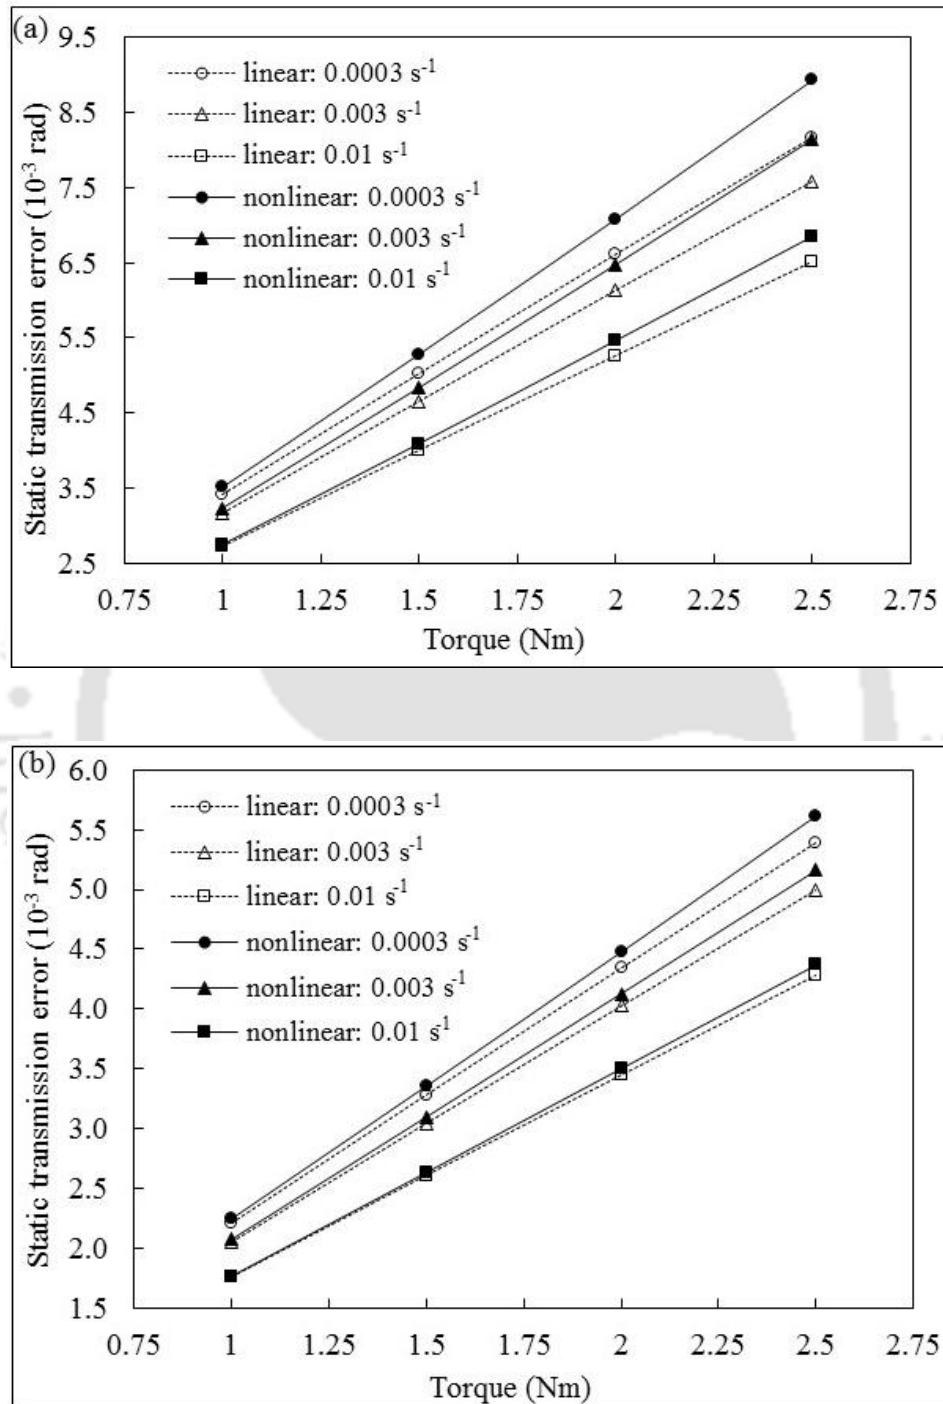 (a)
9.5
8.5
7.5
6.5
5.5
4.5
3.5
2.5
Static transmission error (10⁻³ rad)
linear: 0.0003 s⁻¹
linear: 0.003 s⁻¹
linear: 0.01 s⁻¹
nonlinear: 0.0003 s⁻¹
nonlinear: 0.003 s⁻¹
nonlinear: 0.01 s⁻¹
0.75 1 1.25 1.5 1.75 2 2.25 2.5 2.75
Torque (Nm)
(b)
6.0
5.5
5.0
4.5
4.0
3.5
3.0
2.5
2.0
1.5
Static transmission error (10⁻³ rad)
linear: 0.0003 s⁻¹
linear: 0.003 s⁻¹
linear: 0.01 s⁻¹
nonlinear: 0.0003 s⁻¹
nonlinear: 0.003 s⁻¹
nonlinear: 0.01 s⁻¹
0.75 1 1.25 1.5 1.75 2 2.25 2.5 2.75
Torque (Nm)